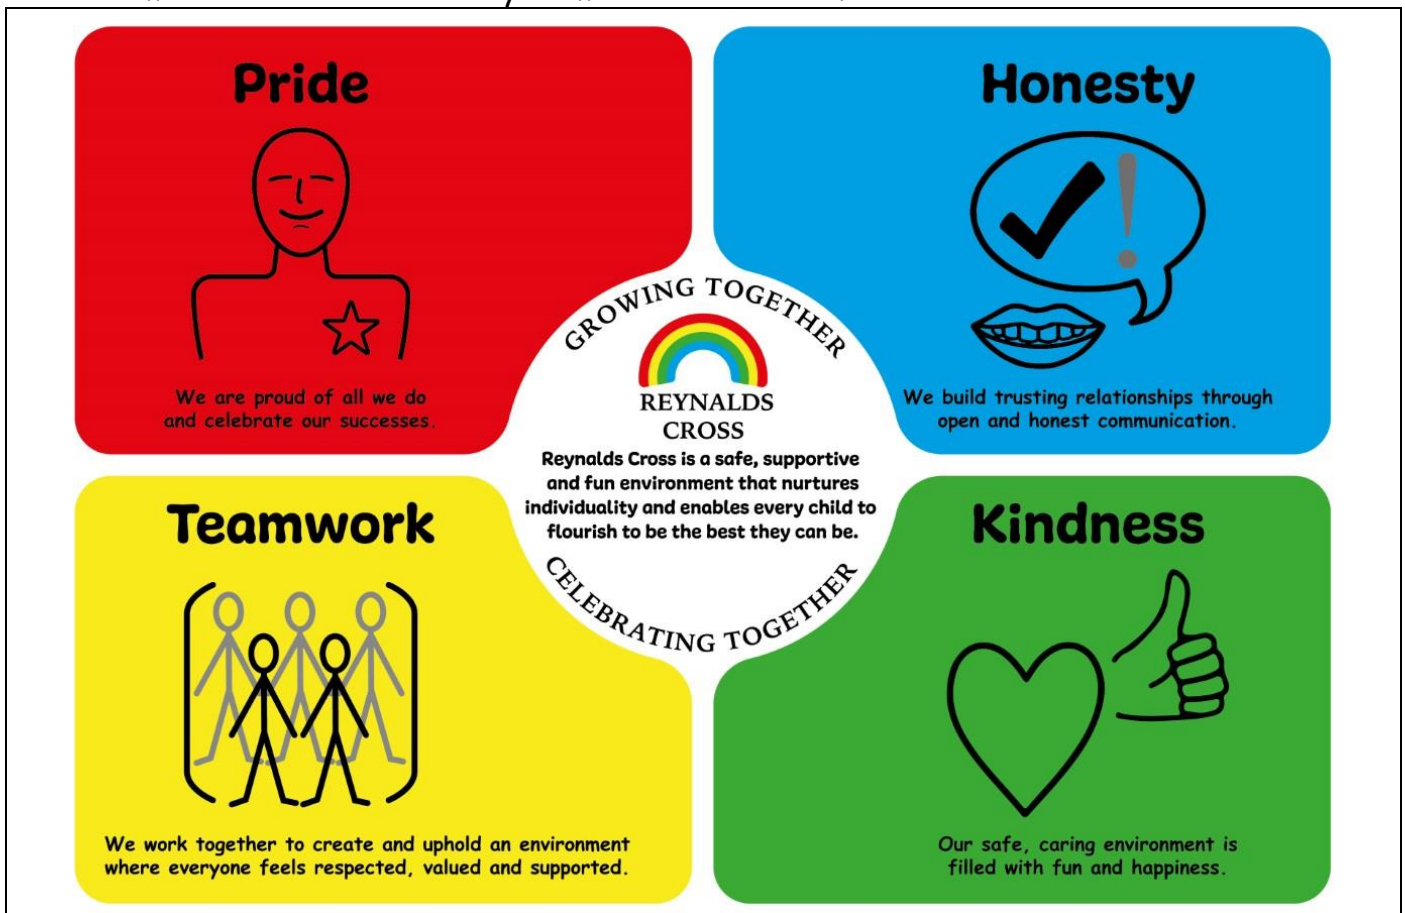 Pride
We are proud of all we do
and celebrate our successes.
Honesty
We build trusting relationships through
open and honest communication.
GROWING TOGETHER
REYNALDS
CROSS
Reynalds Cross is a safe, supportive
and fun environment that nurtures
individuality and enables every child to
flourish to be the best they can be.
CELEBRATING TOGETHER
Teamwork
We work together to create and uphold an environment
where everyone feels respected, valued and supported.
Kindness
Our safe, caring environment is
filled with fun and happiness.